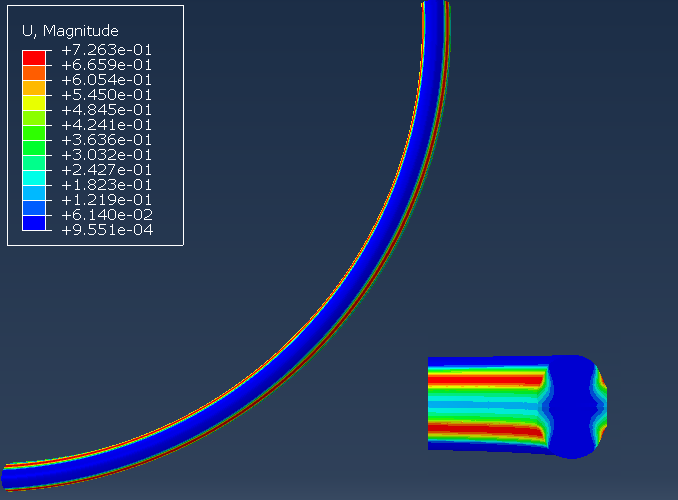 U, Magnitude
+7.263e-01
+6.659e-01
+6.054e-01
+5.450e-01
+4.845e-01
+4.241e-01
+3.636e-01
+3.032e-01
+2.427e-01
+1.823e-01
+1.219e-01
+6.140e-02
+9.551e-04